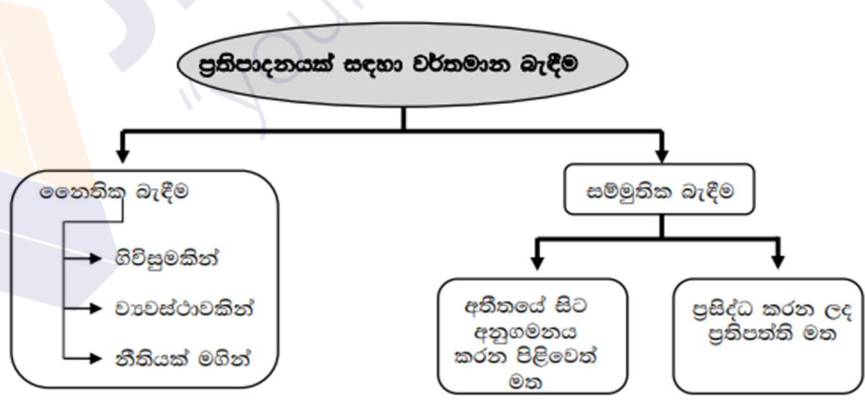 "your
ප්‍රතිපාදනයක් සඳහා වර්තමාන බැඳීම
නෛතික බැඳීම
ගිවිසුමකින්
ව්‍යවස්ථාවකින්
නීතියක් මගින්
සම්මුතික බැඳීම
අතීතයේ සිට
අනුගමනය
කරන පිළිවෙත්
මත
ප්‍රසිද්ධ කරන ලද
ප්‍රතිපත්ති මත